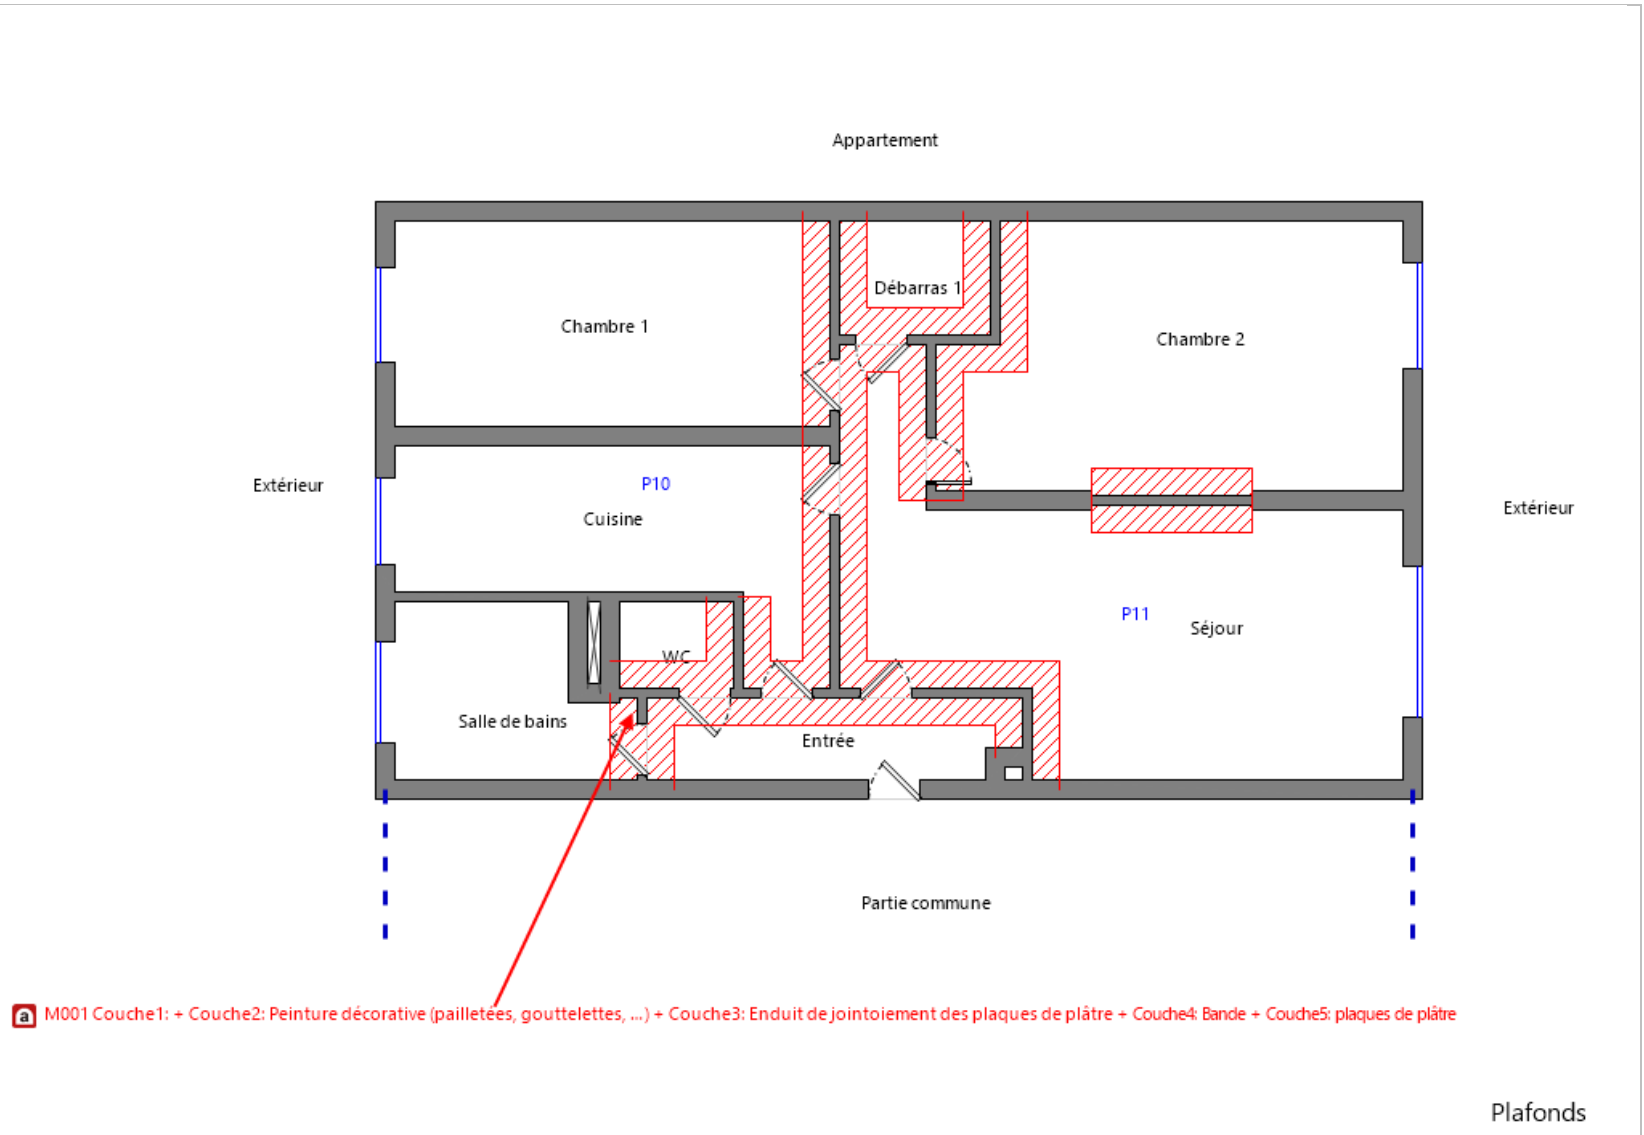 Appartement
Débarras 1
Chambre 1
Chambre 2
Extérieur
P10
Cuisine
Extérieur
P11
Séjour
WC
Salle de bains
Entrée
Partie commune
a M001 Couche1: + Couche2: Peinture décorative (pailletées, gouttelettes, ...) + Couche3: Enduit de jointoiement des plaques de plâtre + Couche4: Bande + Couche5: plaques de plâtre
Plafonds